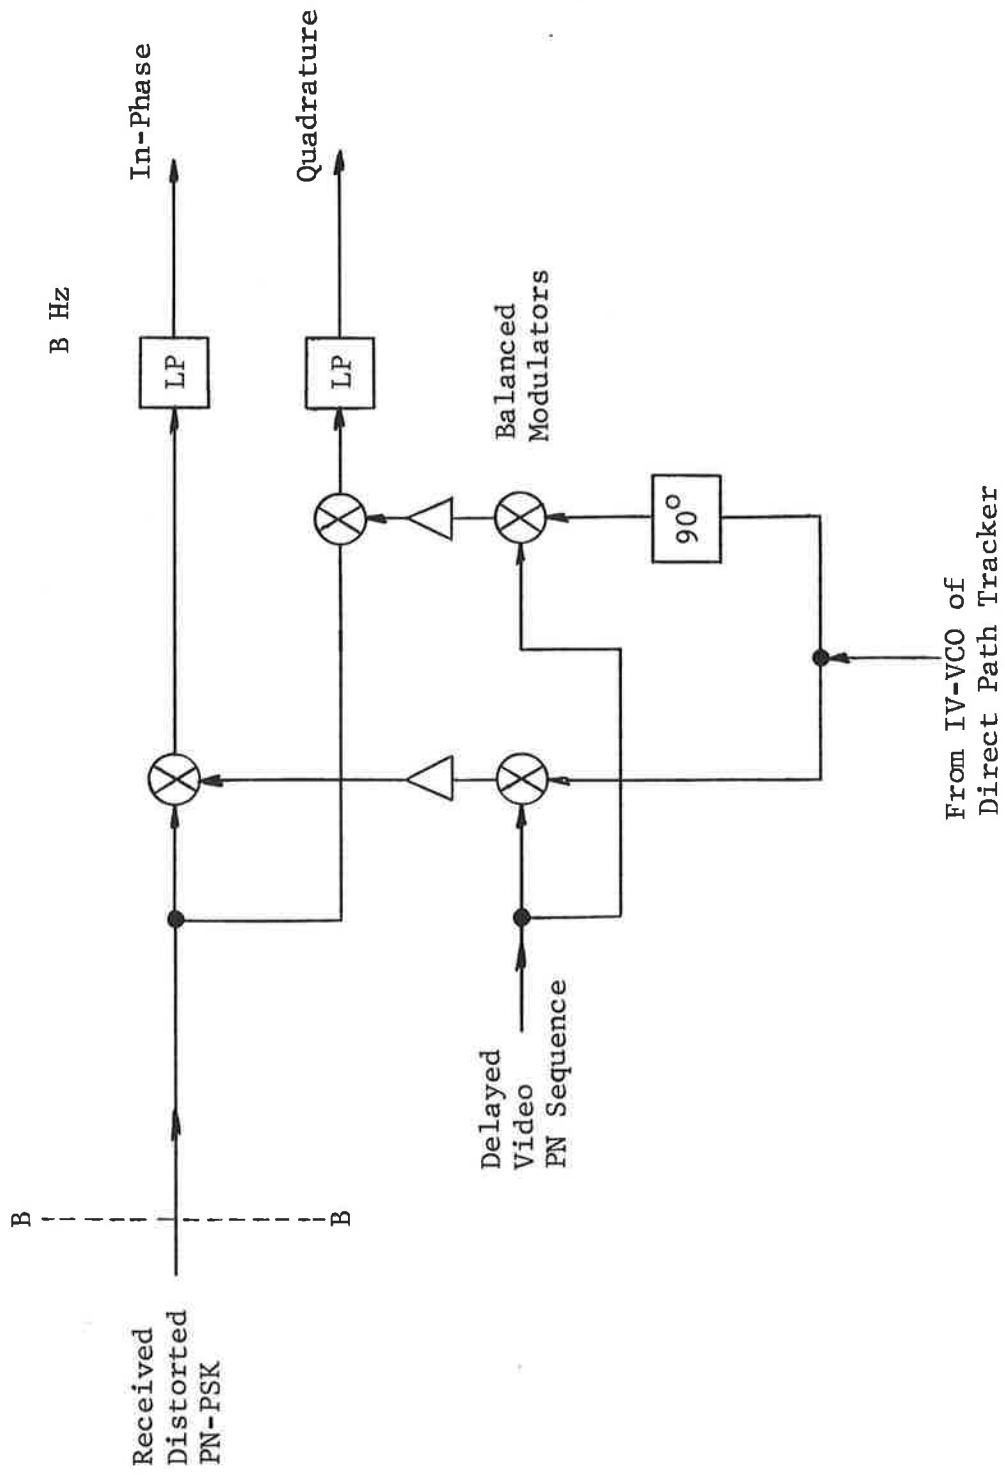 Received
Distorted
PN-PSK
B
B
In-Phase
Quadrature
B Hz
LP
LP
Balanced
Modulators
90°
Delayed
Video
PN Sequence
From IV-VCO of
Direct Path Tracker